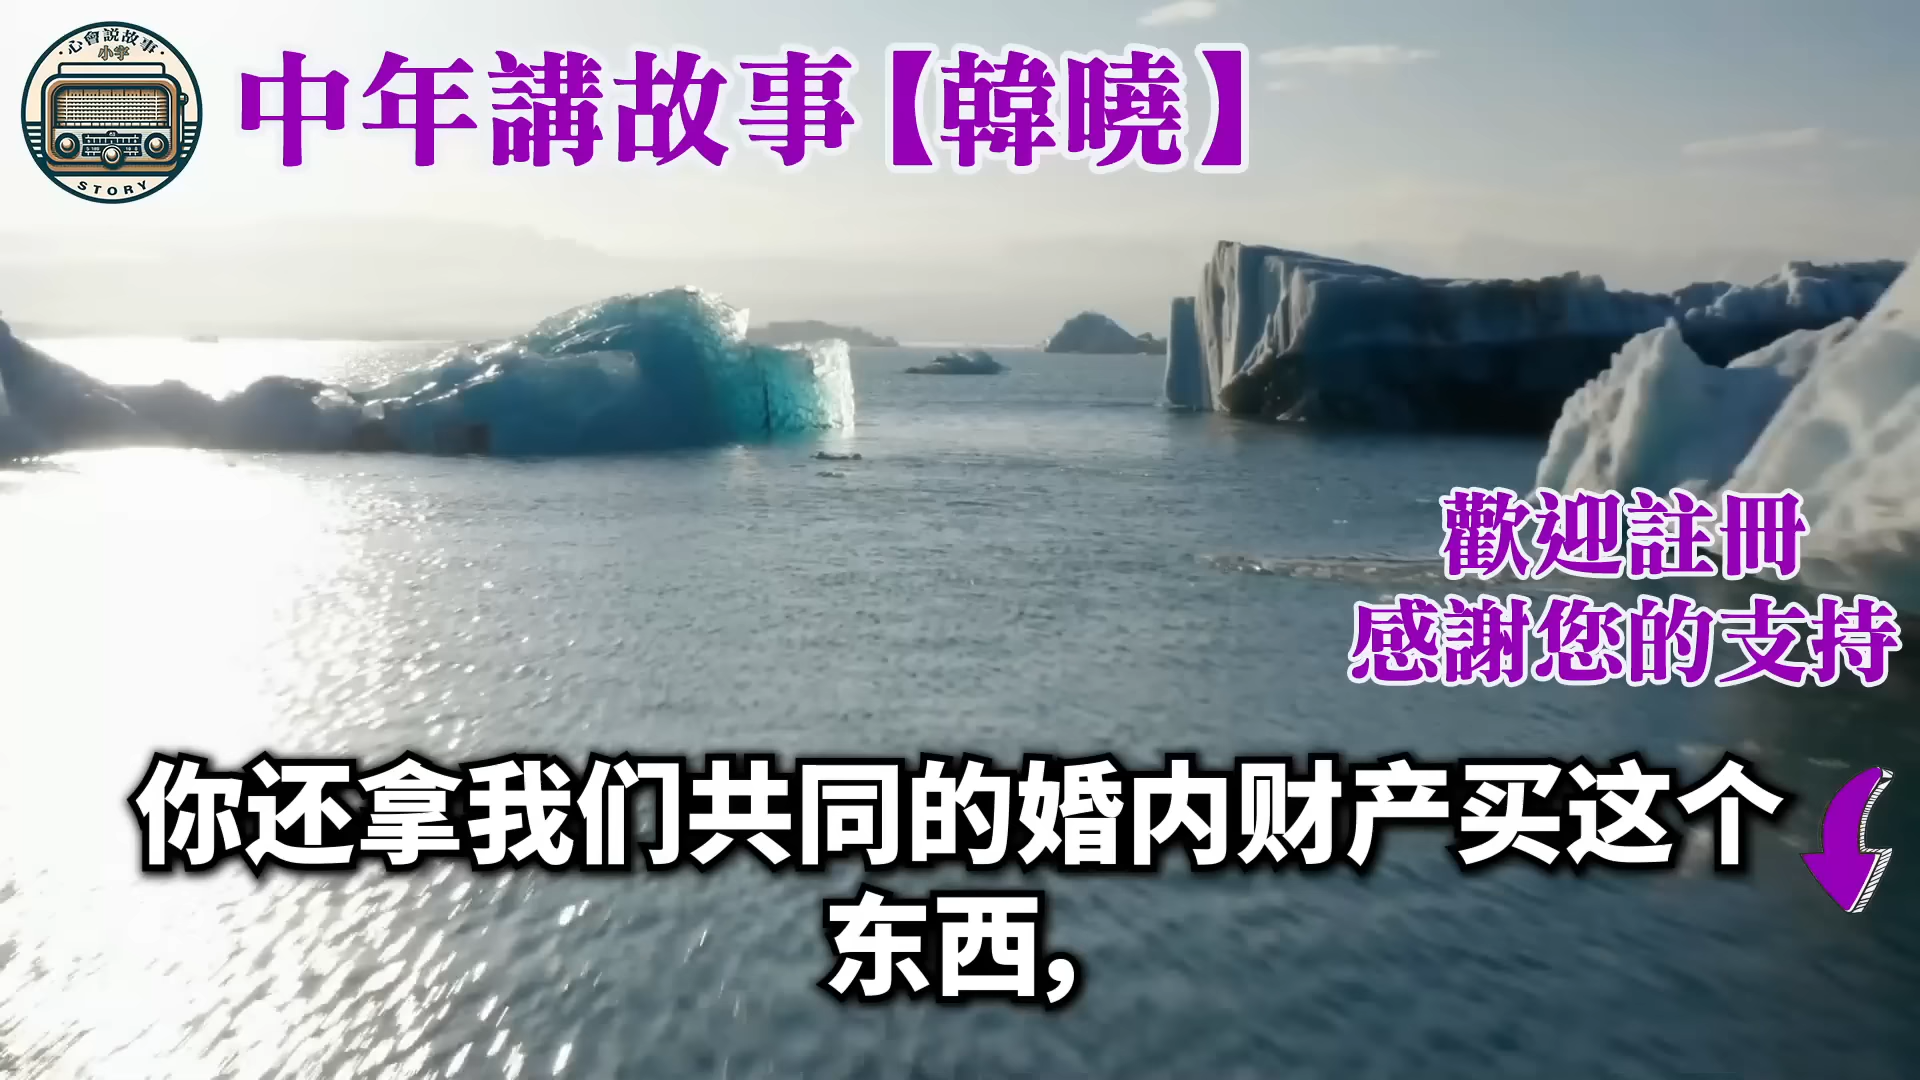 心會説故事
小宇
STORY
中年講故事【韓曉】
歡迎註冊
感謝您的支持
你还拿我们共同的婚内财产买这个
东西,